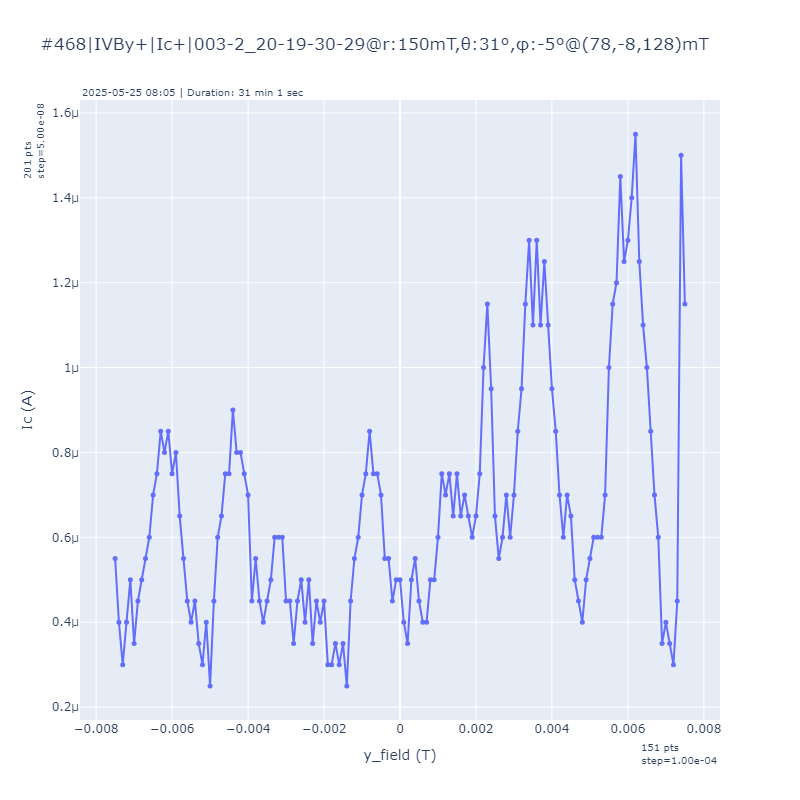 #468|IVBy+|Ic+|003-2_20-19-30-29@r:150mT,θ:31°,φ:-5°@(78,-8,128)mT
2025-05-25 08:05 | Duration: 31 min 1 sec
201 pts
step=5.00e-08
1.6μ
1.4μ
1.2μ
1μ
0.8μ
0.6μ
0.4μ
0.2μ
Ic (A)
−0.008
−0.006
−0.004
−0.002
0
0.002
0.004
0.006
0.008
y_field (T)
151 pts
step=1.00e-04